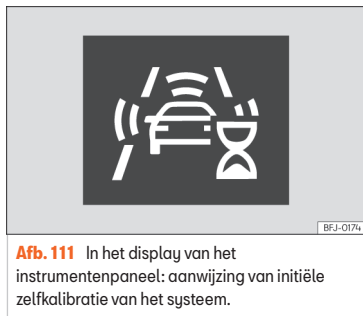 BFJ-0174
Afb. 111 In het display van het
instrumentenpaneel: aanwijzing van initiële
zelfkalibratie van het systeem.